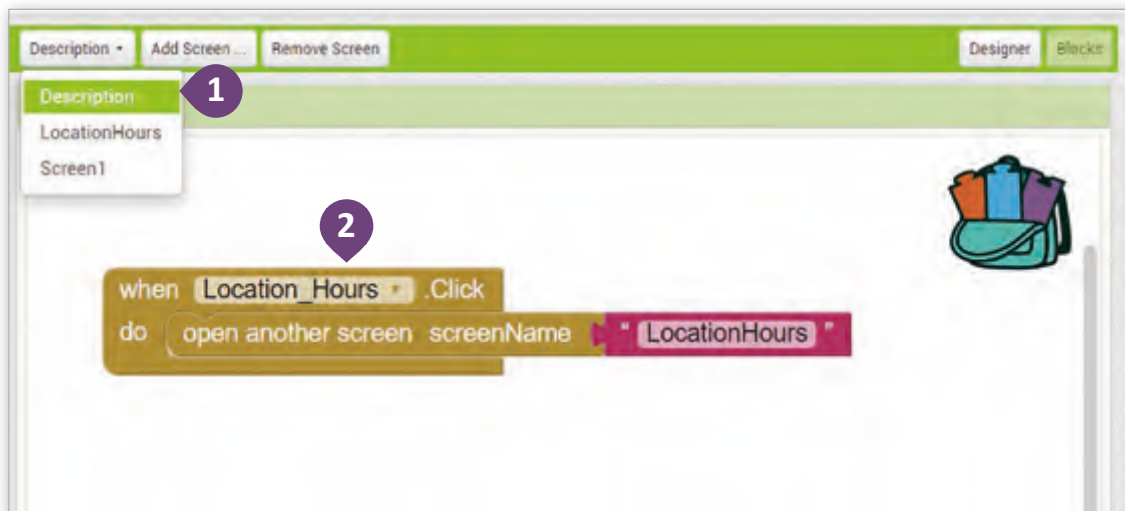 Description Add Screen ... Remove Screen Designer Blocks
Description
1
LocationHours
Screen1
2
when Location_Hours .Click
do open another screen screenName " LocationHours "